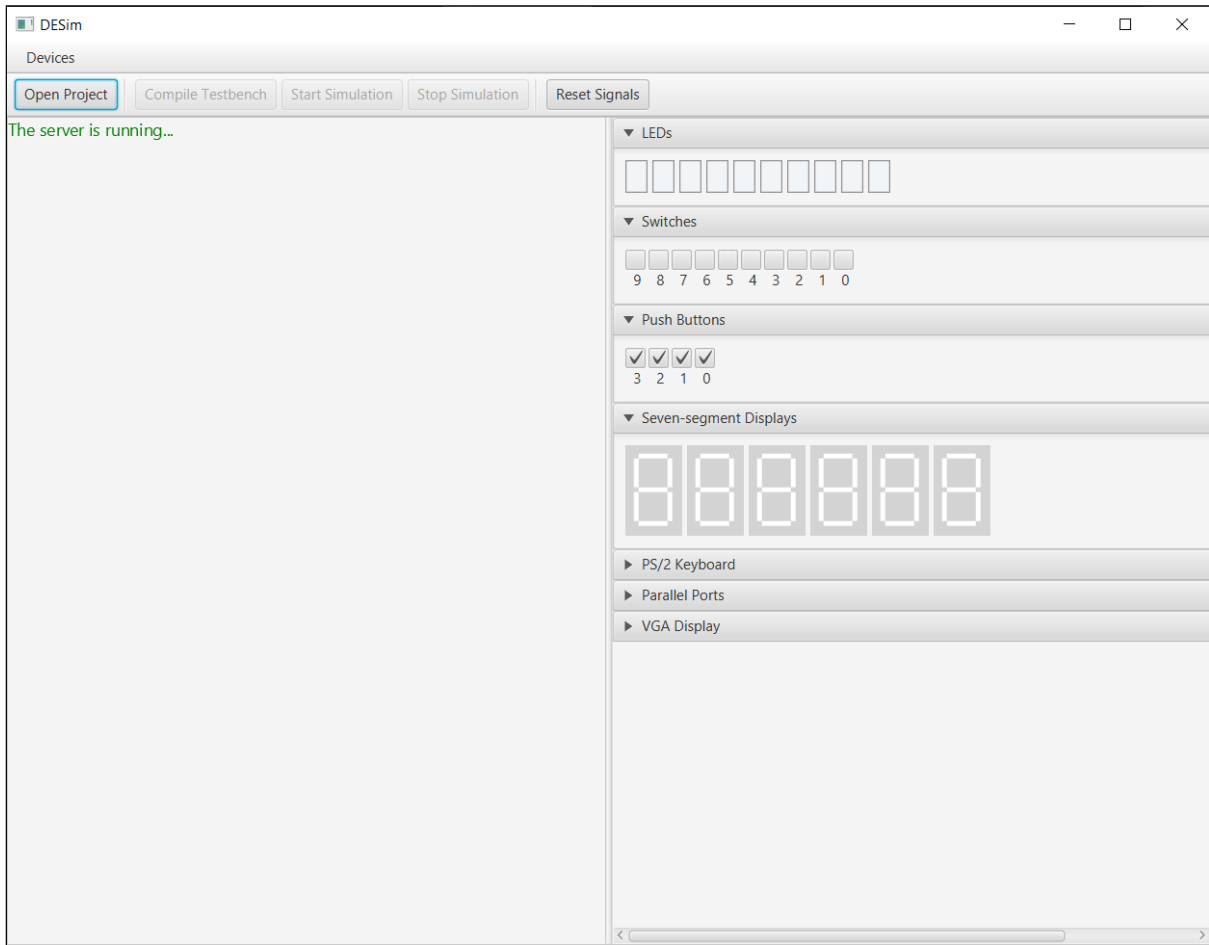 DESim
Devices
Open Project Compile Testbench Start Simulation Stop Simulation Reset Signals
The server is running...
LEDs
Switches
9 8 7 6 5 4 3 2 1 0
Push Buttons
3 2 1 0
Seven-segment Displays
PS/2 Keyboard
Parallel Ports
VGA Display